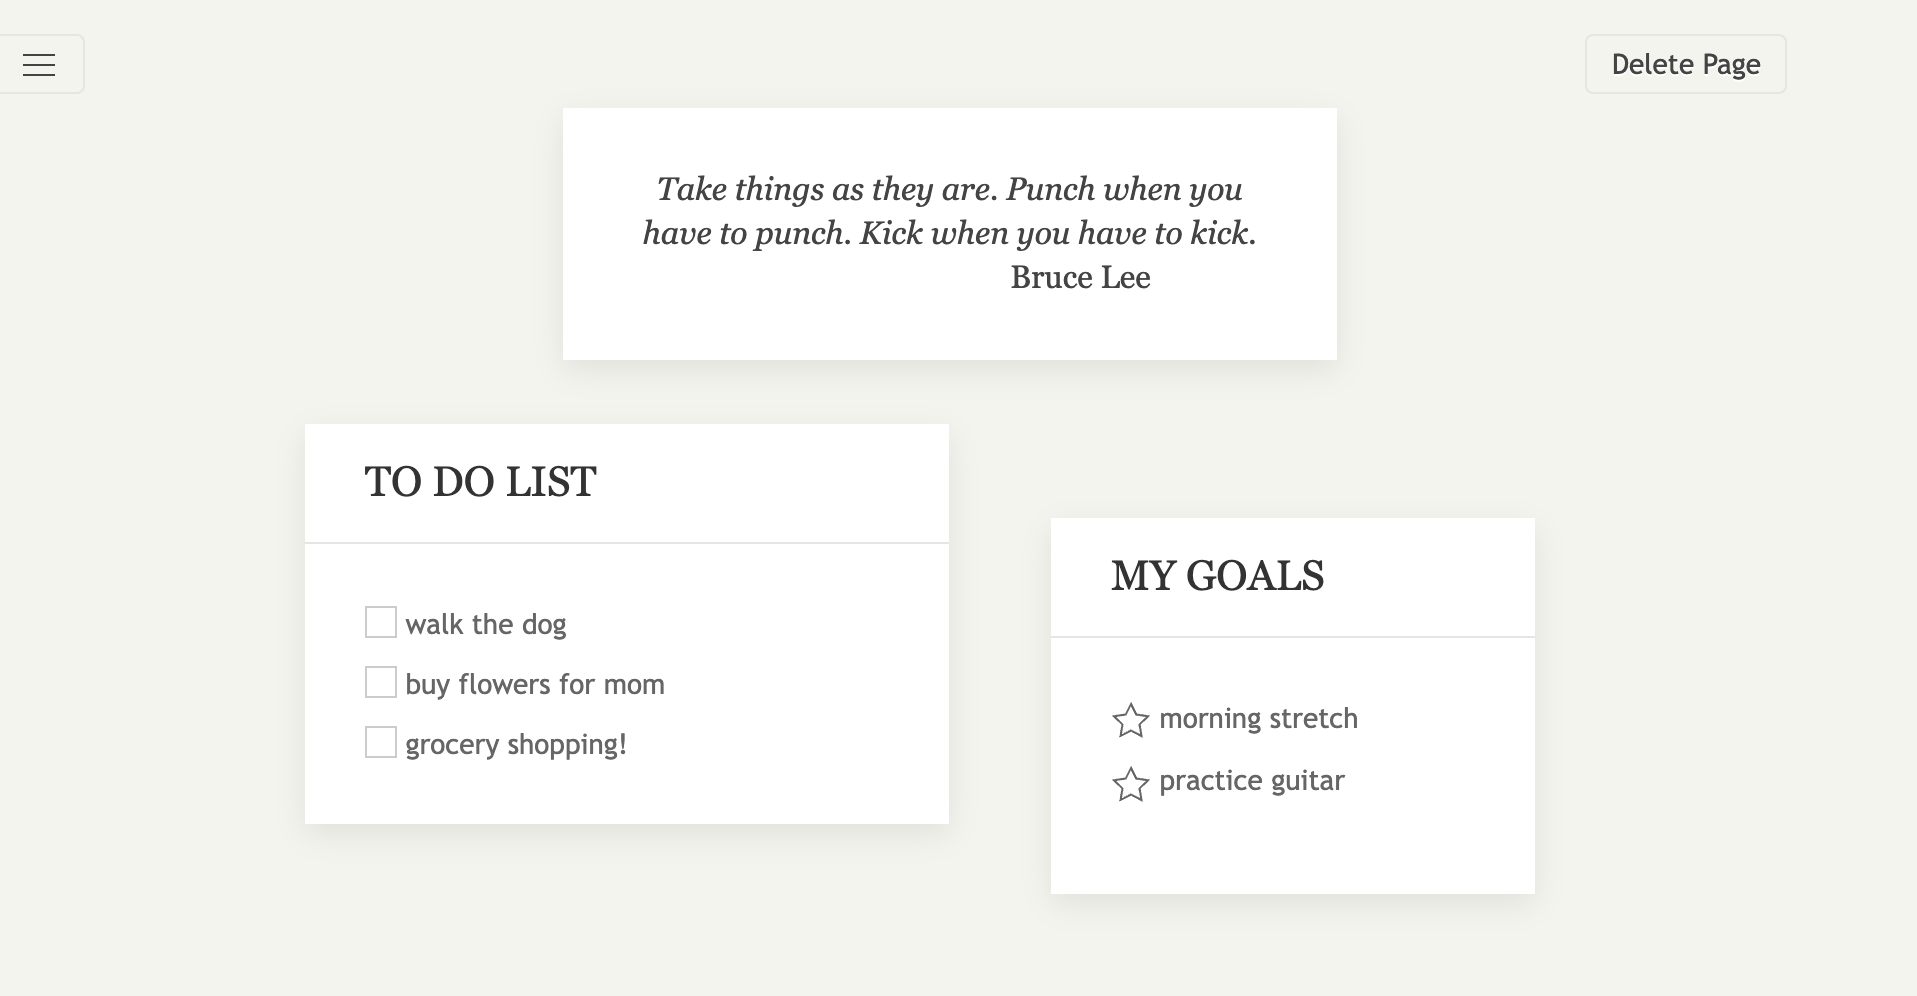 Delete Page
Take things as they are. Punch when you
have to punch. Kick when you have to kick.
Bruce Lee
TO DO LIST
walk the dog
buy flowers for mom
grocery shopping!
MY GOALS
morning stretch
practice guitar